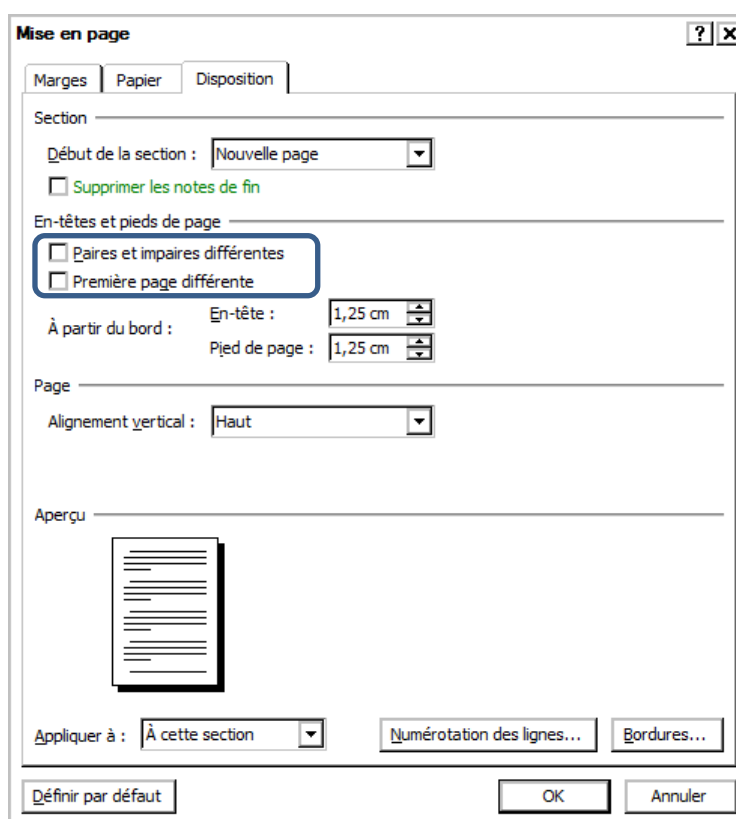 Mise en page
Marges Papier Disposition
Section
Début de la section : Nouvelle page
Supprimer les notes de fin
En-têtes et pieds de page
Paires et impaires différentes
Première page différente
À partir du bord :
En-tête : 1,25 cm
Pied de page : 1,25 cm
Page
Alignement vertical : Haut
Aperçu
Appliquer à : À cette section Numérotation des lignes... Bordures...
Définir par défaut OK Annuler